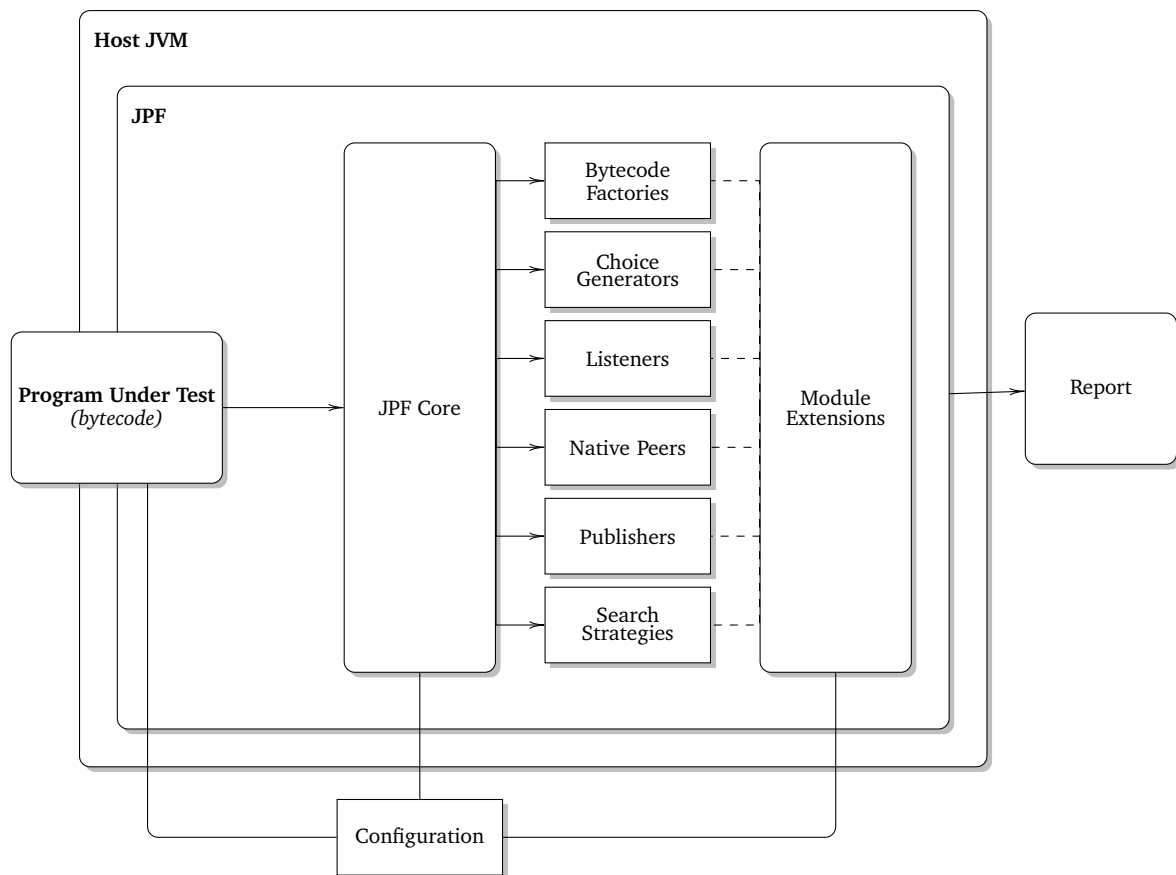 Host JVM
JPF
Bytecode
Factories
Choice
Generators
Listeners
Program Under Test
(bytecode)
JPF Core
Module
Extensions
Report
Native Peers
Publishers
Search
Strategies
Configuration